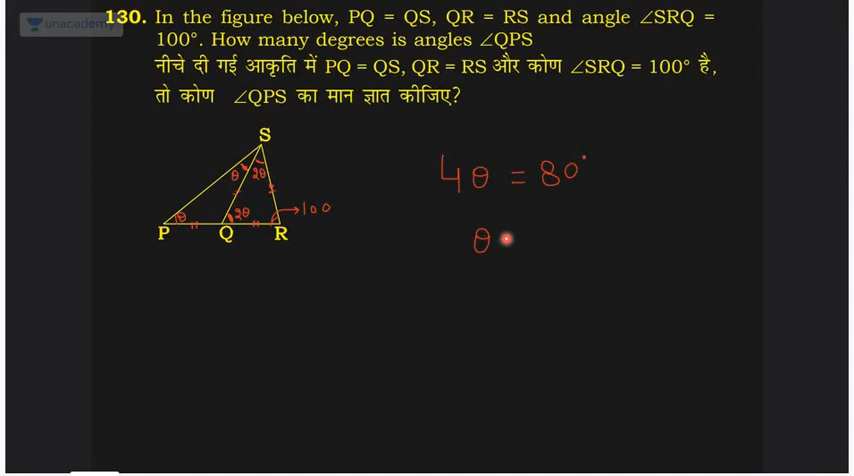 unacademy
130. In the figure below, PQ = QS, QR = RS and angle ∠SRQ =
100°. How many degrees is angles ∠QPS
नीचे दी गई आकृति में PQ = QS, QR = RS और कोण ∠SRQ = 100° है,
तो कोण ∠QPS का मान ज्ञात कीजिए?
S
4θ = 80°
θ 2θ
θ 2θ →100
θ
P Q R